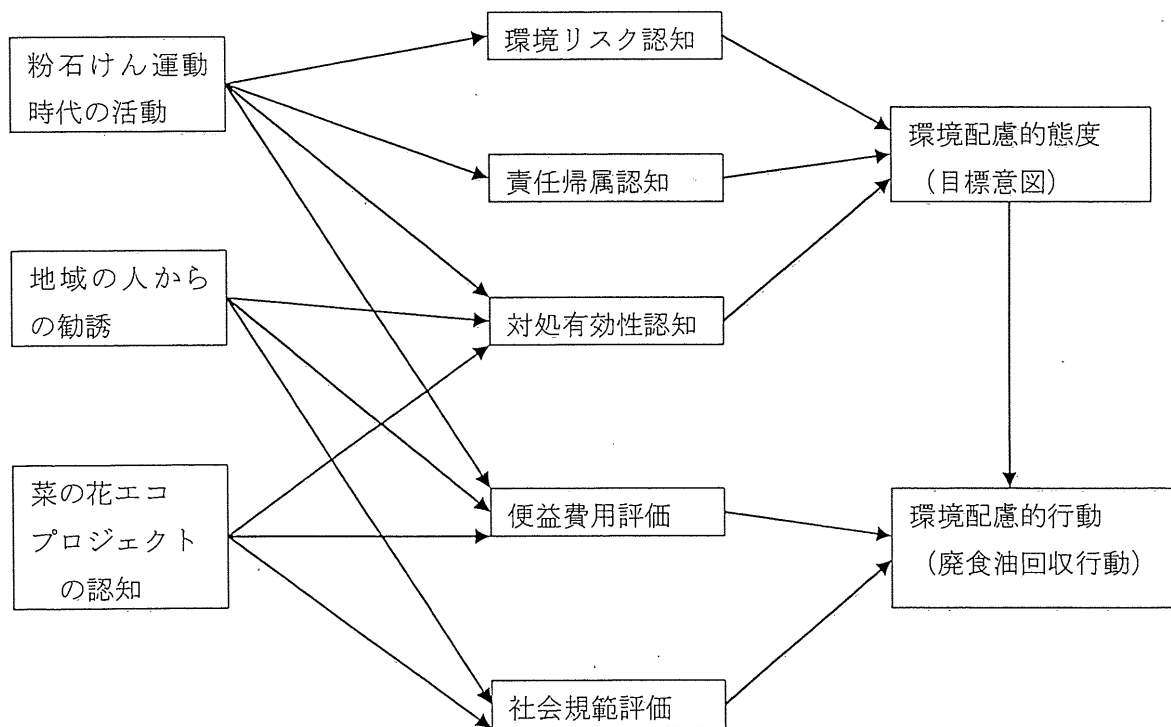 粉石けん運動
時代の活動
地域の人から
の勧誘
菜の花エコ
プロジェクト
の認知
環境リスク認知
責任帰属認知
対処有効性認知
便益費用評価
社会規範評価
環境配慮的態度
（目標意図）
環境配慮的行動
（廃食油回収行動）